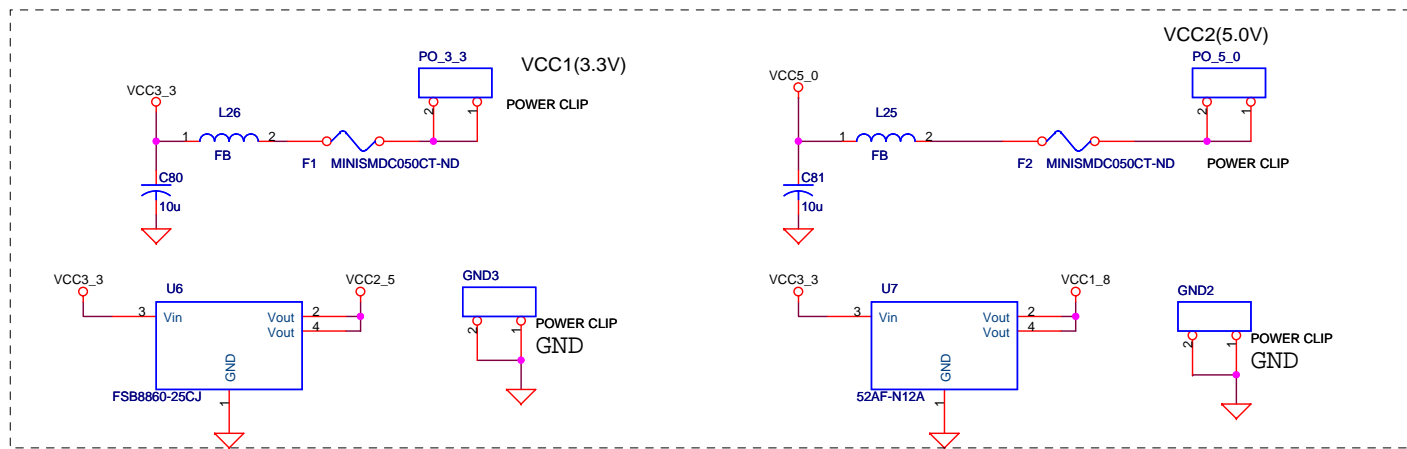 VCC2(5.0V)
PO_3_3
VCC1(3.3V)
PO_5_0
VCC3_3
VCC5_0
POWER CLIP
2
1
2
1
L26
L25
1
2
1
2
FB
F1
MINISMDC050CT-ND
FB
F2
MINISMDC050CT-ND
POWER CLIP
C80
C81
10u
10u
VCC3_3
U6
VCC2_5
GND3
VCC3_3
U7
VCC1_8
GND2
3
Vin
Vout
2
Vout
4
GND
1
FSB8860-25CJ
2
1
POWER CLIP
GND
3
Vin
Vout
2
Vout
4
GND
1
52AF-N12A
2
1
POWER CLIP
GND